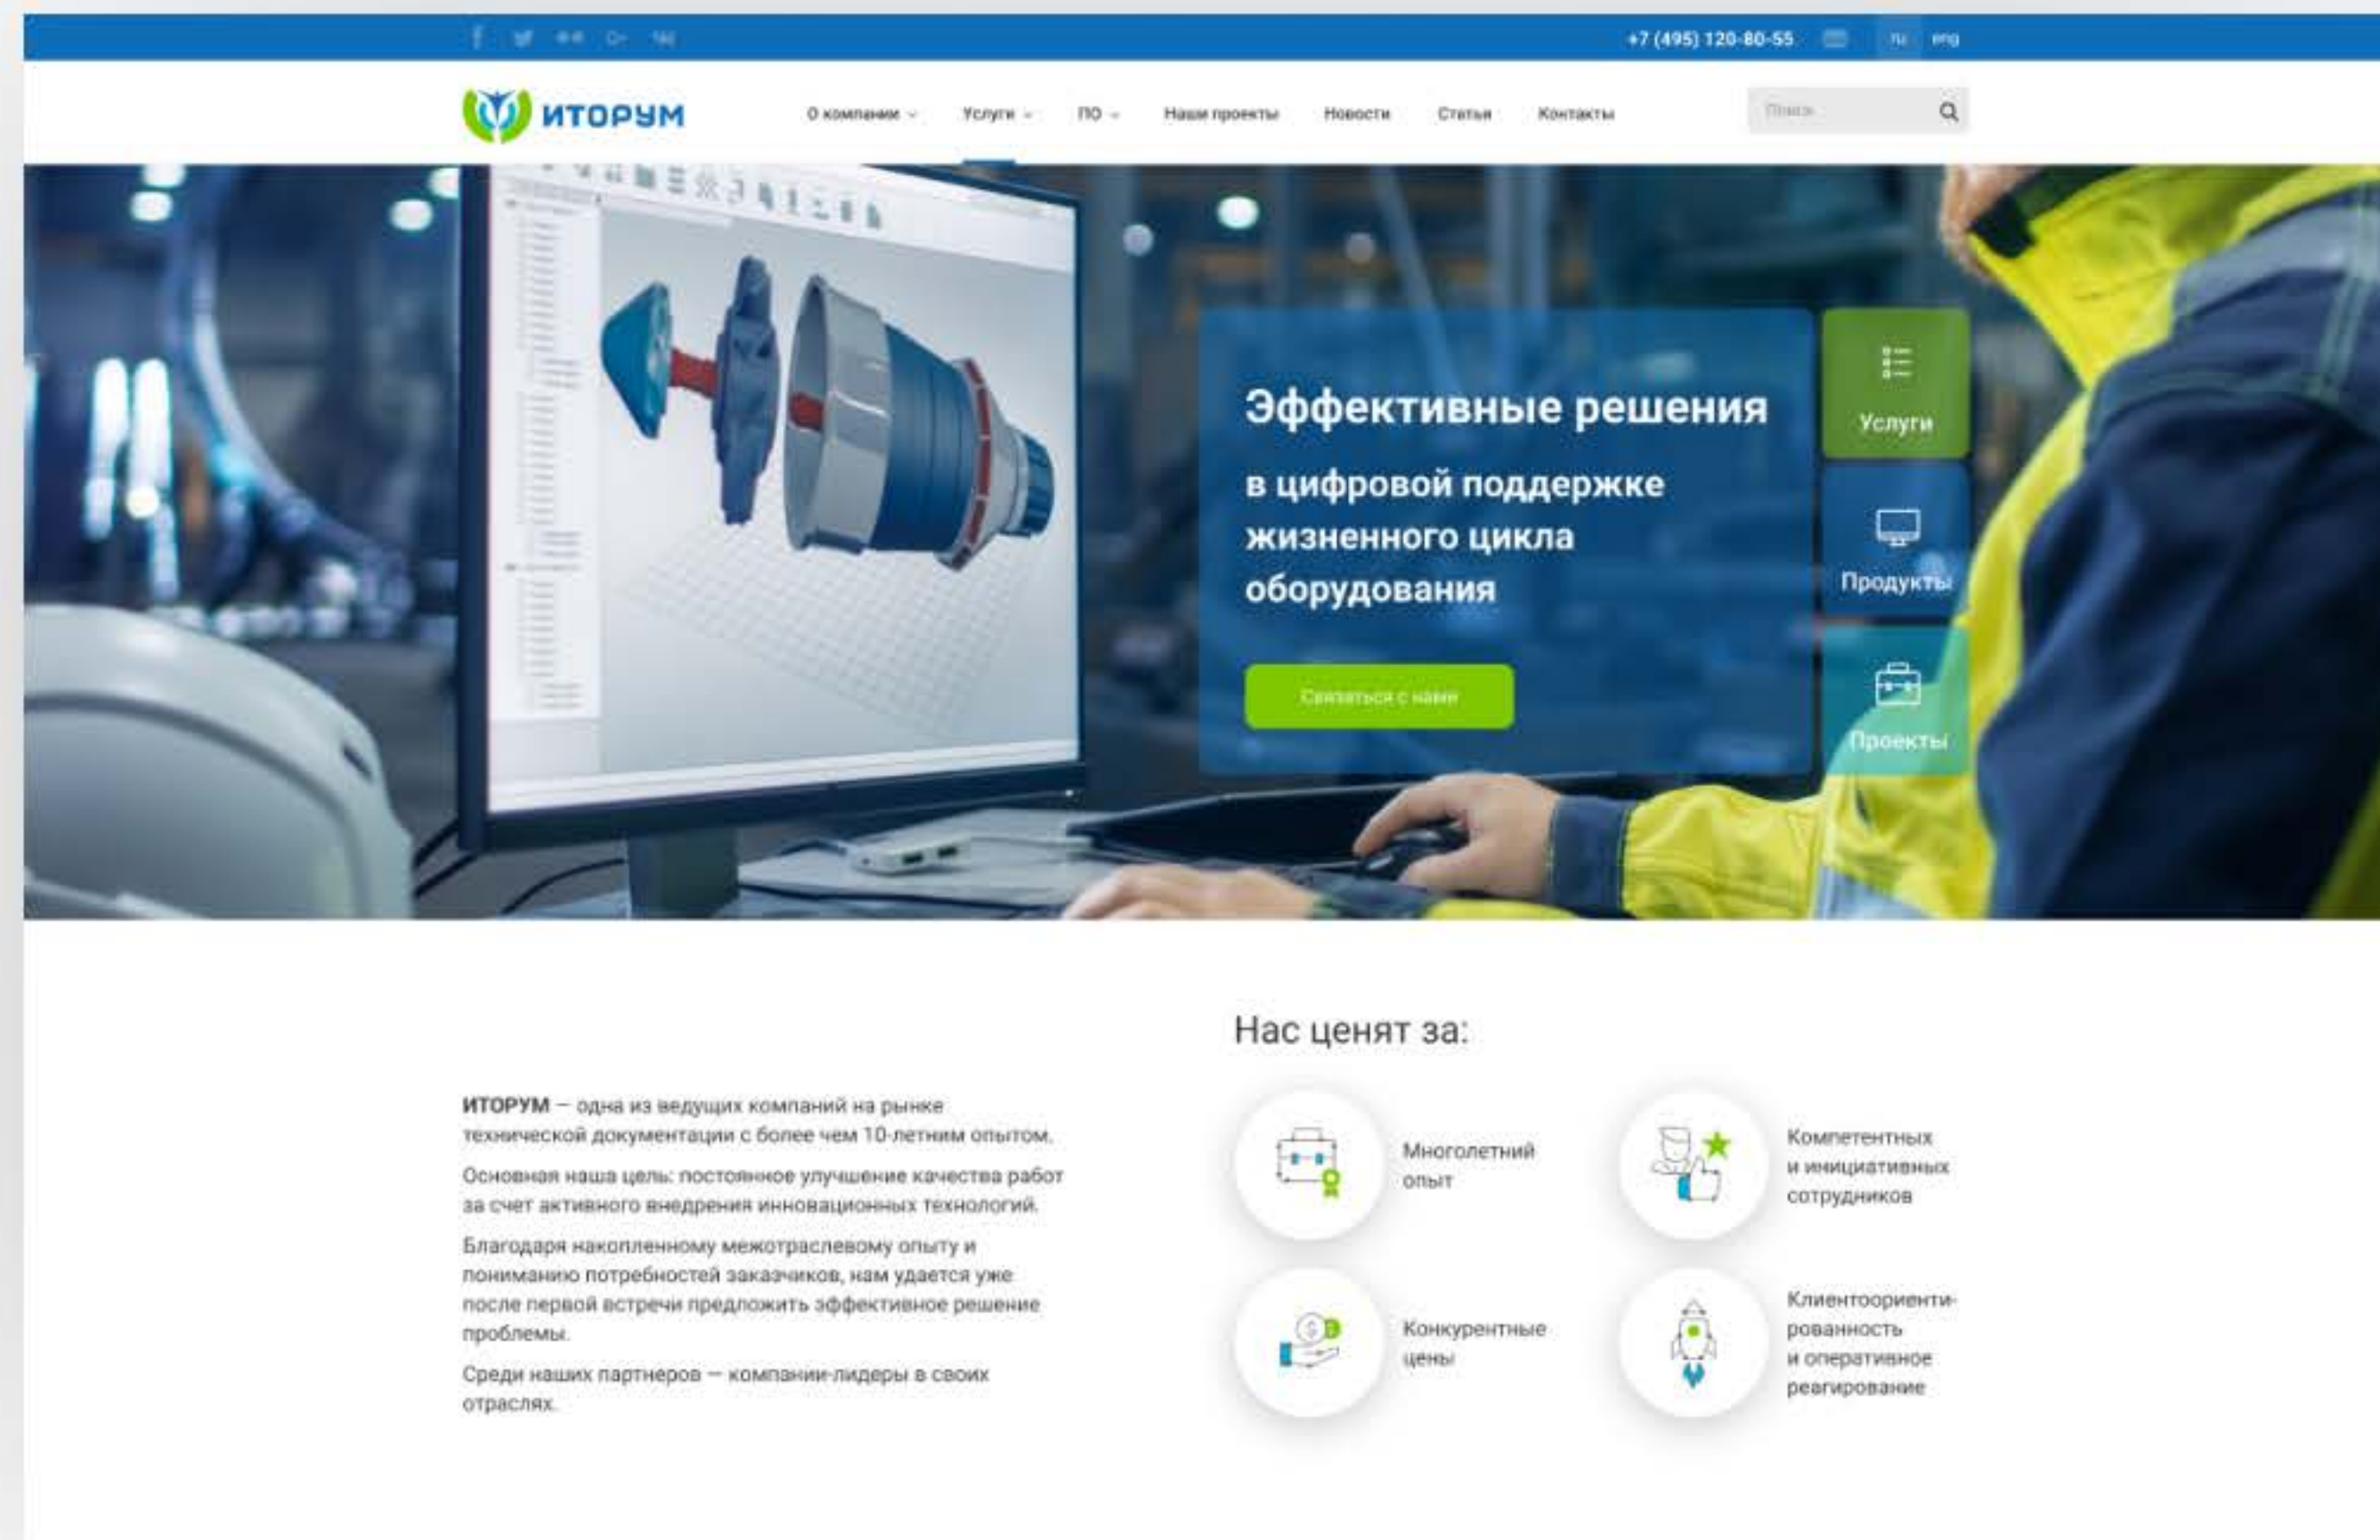 +7 (495) 120-80-55
ru eng
ИТОРУМ
О компании
Услуги
ПО
Наши проекты
Новости
Статьи
Контакты
Поиск
Эффективные решения
в цифровой поддержке
жизненного цикла
оборудования
Связаться с нами
Услуги
Продукты
Проекты
ИТОРУМ — одна из ведущих компаний на рынке
технической документации с более чем 10-летним опытом.
Основная наша цель: постоянное улучшение качества работ
за счет активного внедрения инновационных технологий.
Благодаря накопленному межотраслевому опыту и
пониманию потребностей заказчиков, нам удается уже
после первой встречи предложить эффективное решение
проблемы.
Среди наших партнеров — компании-лидеры в своих
отраслях.
Нас ценят за:
Многолетний
опыт
Компетентных
и инициативных
сотрудников
Конкурентные
цены
Клиентоориенти-
рованность
и оперативное
реагирование